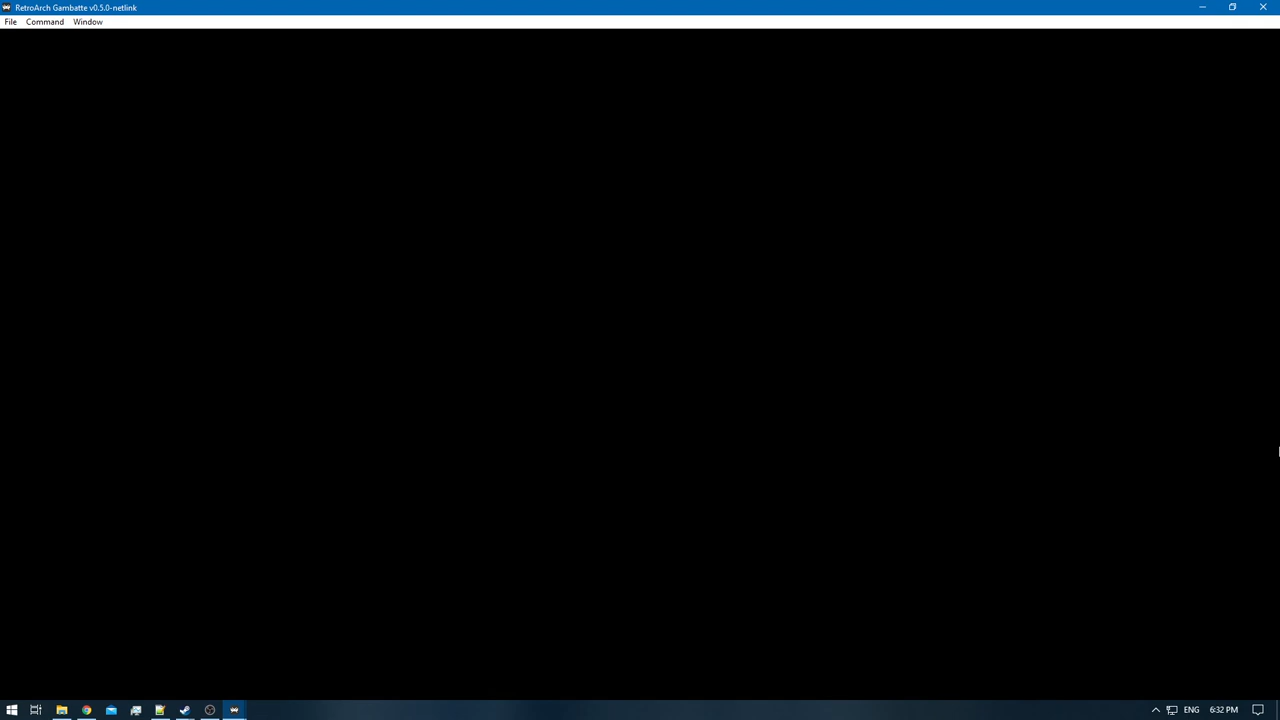 RetroArch Gambatte v0.5.0-netlink
File Command Window
ENG 6:32 PM